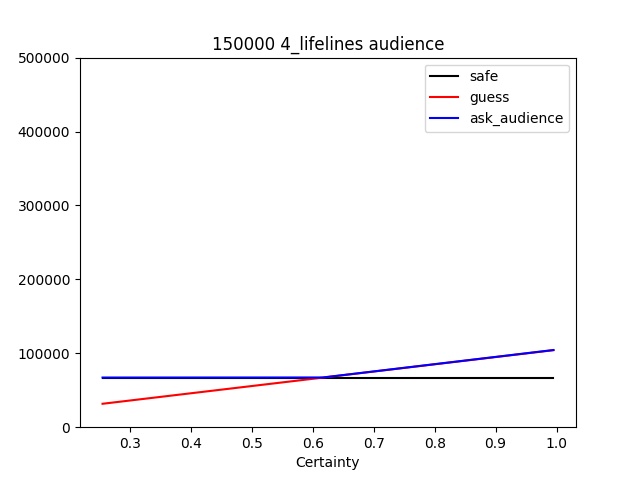 150000 4_lifelines audience
500000
400000
300000
200000
100000
0
safe
guess
ask_audience
0.3 0.4 0.5 0.6 0.7 0.8 0.9 1.0
Certainty